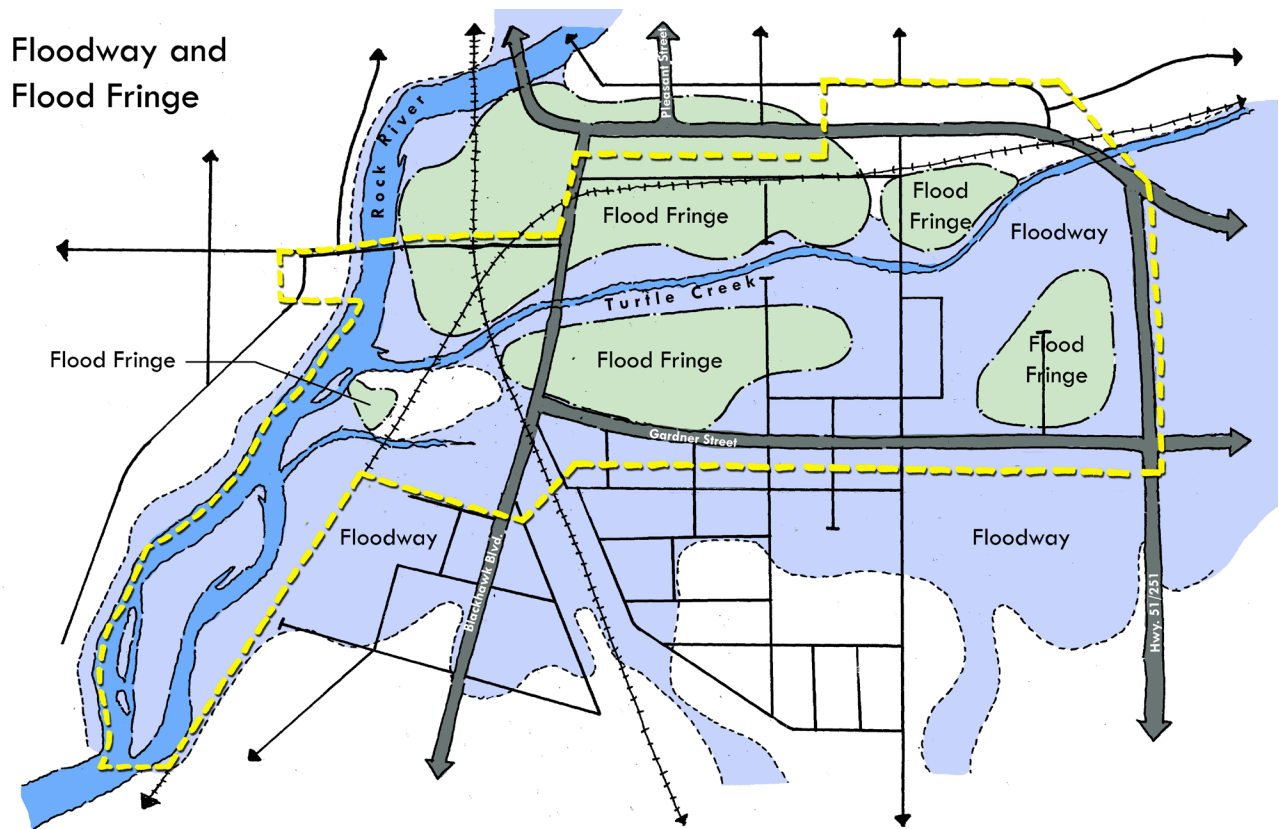 Floodway and
Flood Fringe
Pleasant Street
Rock River
Flood Fringe
Flood
Fringe
Floodway
Turtle Creek
Flood Fringe
Flood Fringe
Flood
Fringe
Gardner Street
Floodway
Floodway
Blackhawk Blvd.
Hwy. 51/251